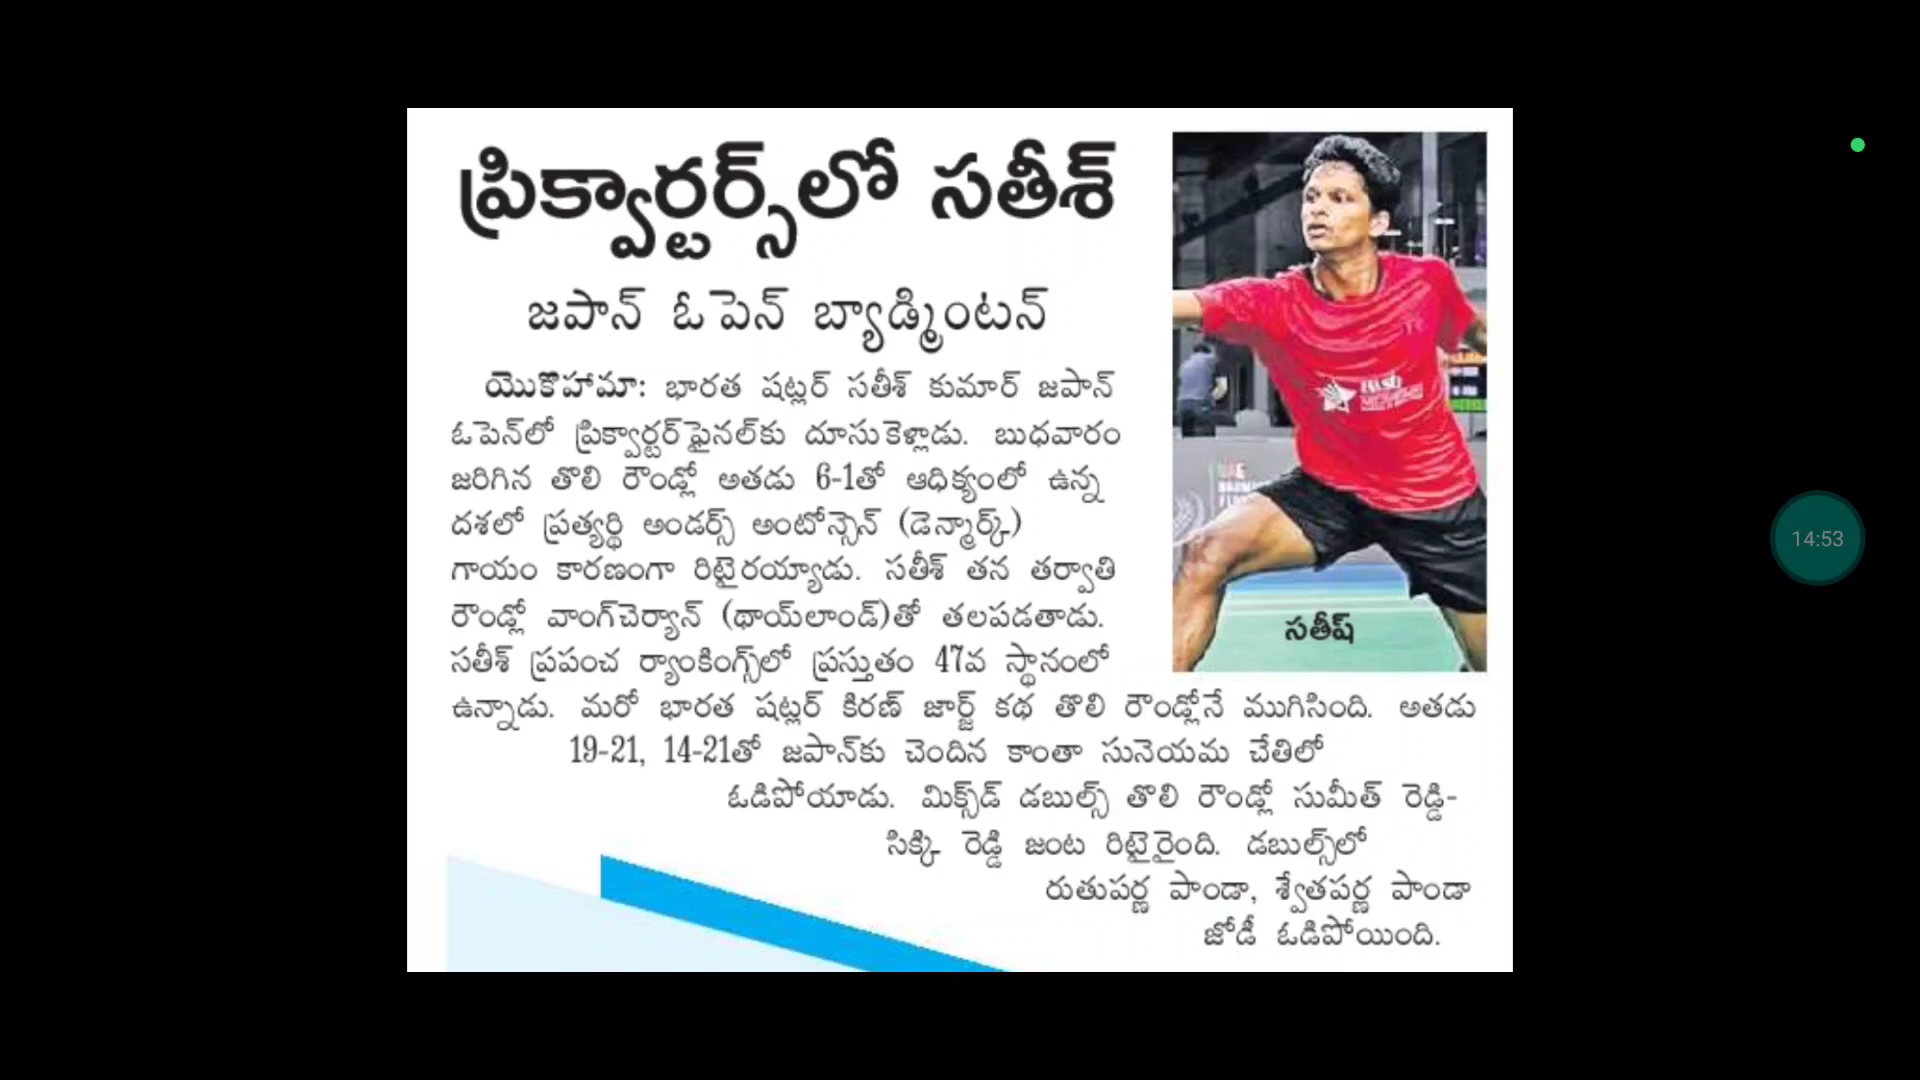 ప్రిక్వార్టర్స్‌లో సతీశ్
జపాన్ ఓపెన్ బ్యాడ్మింటన్
యొకొహామా: భారత షట్లర్ సతీశ్ కుమార్ జపాన్
ఓపెన్‌లో ప్రిక్వార్టర్‌ఫైనల్‌కు దూసుకెళ్లాడు. బుధవారం
జరిగిన తొలి రౌండ్లో అతడు 6-1తో ఆధిక్యంలో ఉన్న
దశలో ప్రత్యర్థి అండర్స్ అంటోన్సెన్ (డెన్మార్క్)
గాయం కారణంగా రిటైరయ్యాడు. సతీశ్ తన తర్వాతి
రౌండ్లో వాంగ్‌చెర్యాన్ (థాయ్‌లాండ్)తో తలపడతాడు.
సతీశ్ ప్రపంచ ర్యాంకింగ్స్‌లో ప్రస్తుతం 47వ స్థానంలో
ఉన్నాడు. మరో భారత షట్లర్ కిరణ్ జార్జ్ కథ తొలి రౌండ్లోనే ముగిసింది. అతడు
19-21, 14-21తో జపాన్‌కు చెందిన కాంతా సునెయమ చేతిలో
ఓడిపోయాడు. మిక్స్‌డ్ డబుల్స్ తొలి రౌండ్లో సుమీత్ రెడ్డి-
సిక్కి రెడ్డి జంట రిటైరైంది. డబుల్స్‌లో
రుతుపర్ణ పాండా, శ్వేతపర్ణ పాండా
జోడీ ఓడిపోయింది.
సతీష్
14:53